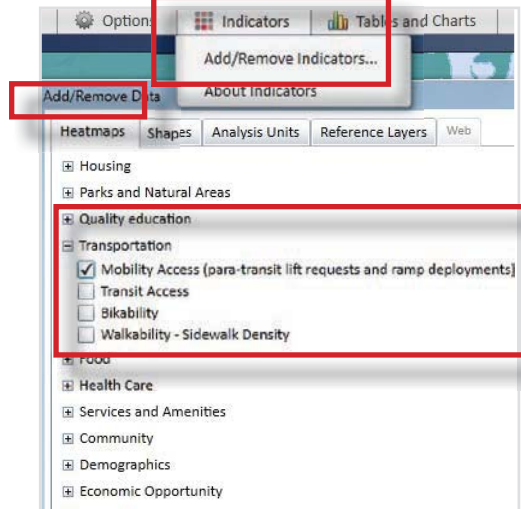 Options Indicators Tables and Charts
Add/Remove Indicators...
Add/Remove Data About Indicators
Heatmaps Shapes Analysis Units Reference Layers Web
Housing
Parks and Natural Areas
Quality education
Transportation
Mobility Access (para-transit lift requests and ramp deployments]
Transit Access
Bikability
Walkability - Sidewalk Density
Food
Health Care
Services and Amenities
Community
Demographics
Economic Opportunity